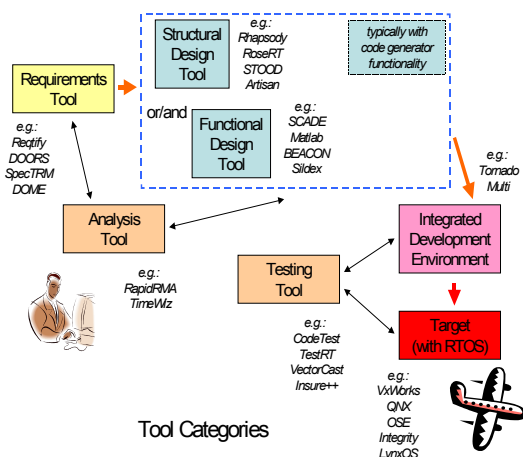 Structural
Design
Tool
e.g.:
Rhapsody
RoseRT
STOOD
Artisan
typically with
code generator
functionality
Requirements
Tool
e.g.:
Reqtify
DOORS
SpecTRM
DOME
or/and
Functional
Design
Tool
e.g.:
SCADE
Matlab
BEACON
Sildex
e.g.:
Tornado
Multi
Analysis
Tool
e.g.:
RapidRMA
TimeWiz
Integrated
Development
Environment
Testing
Tool
e.g.:
CodeTest
TestRT
VectorCast
Insure++
Target
(with RTOS)
e.g.:
VxWorks
QNX
OSE
Integrity
LynxOS
Tool Categories